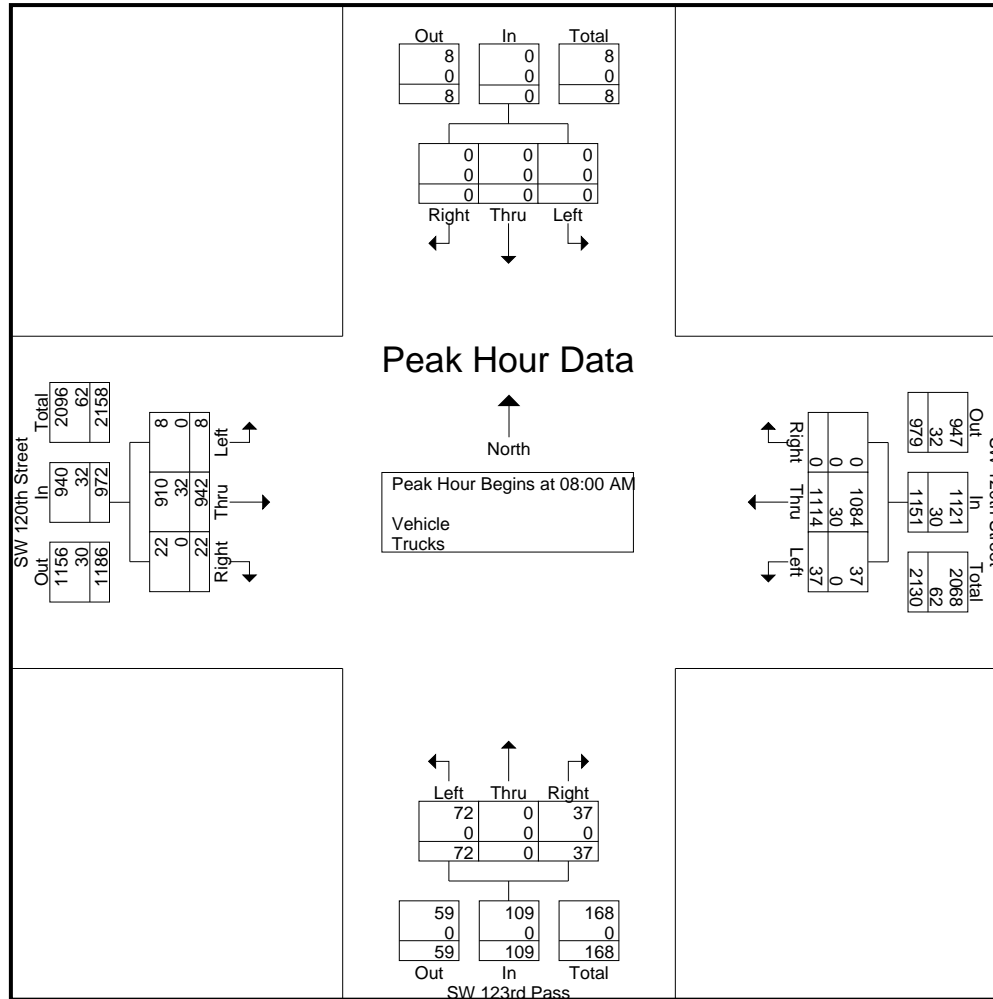 Out In Total
8 0 8
0 0 0
8 0 8
0 0 0
0 0 0
0 0 0
Right Thru Left
Peak Hour Data
North
Peak Hour Begins at 08:00 AM
Vehicle
Trucks
SW 120th Street
Total In Out
2096 940 1156
62 32 30
2158 972 1186
8 910 22
0 32 0
8 942 22
Left Thru Right
Out In Total
947 1121 2068
32 30 62
979 1151 2130
0 1084 37
0 30 0
0 1114 37
Right Thru Left
Left Thru Right
72 0 37
0 0 0
72 0 37
59 109 168
0 0 0
59 109 168
Out In Total
SW 123rd Pass